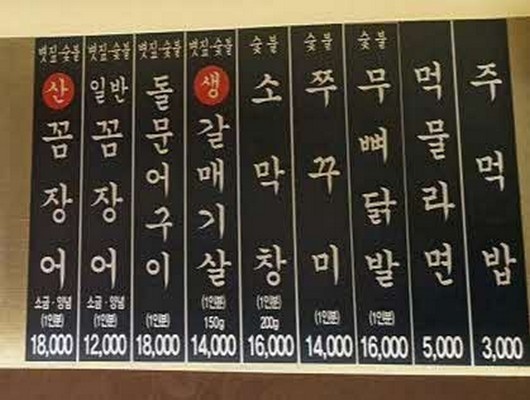 볏짚·숯불
산 꼼장어
소금·양념
(1인분)
18,000
볏짚·숯불
일반 꼼장어
소금·양념
(1인분)
12,000
볏짚·숯불
돌문어구이
(1인분)
18,000
볏짚·숯불
생 갈매기살
(1인분)
150g
14,000
숯불
소막창
(1인분)
200g
16,000
숯불
쭈꾸미
(1인분)
14,000
숯불
무뼈닭발
(1인분)
16,000
먹물라면
5,000
주먹밥
3,000